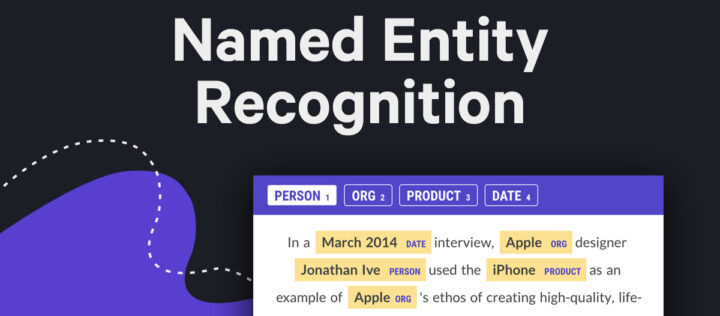 Named Entity
Recognition
PERSON 1 ORG 2 PRODUCT 3 DATE 4
In a March 2014 DATE interview, Apple ORG designer
Jonathan Ive PERSON used the iPhone PRODUCT as an
example of Apple ORG 's ethos of creating high-quality, life-